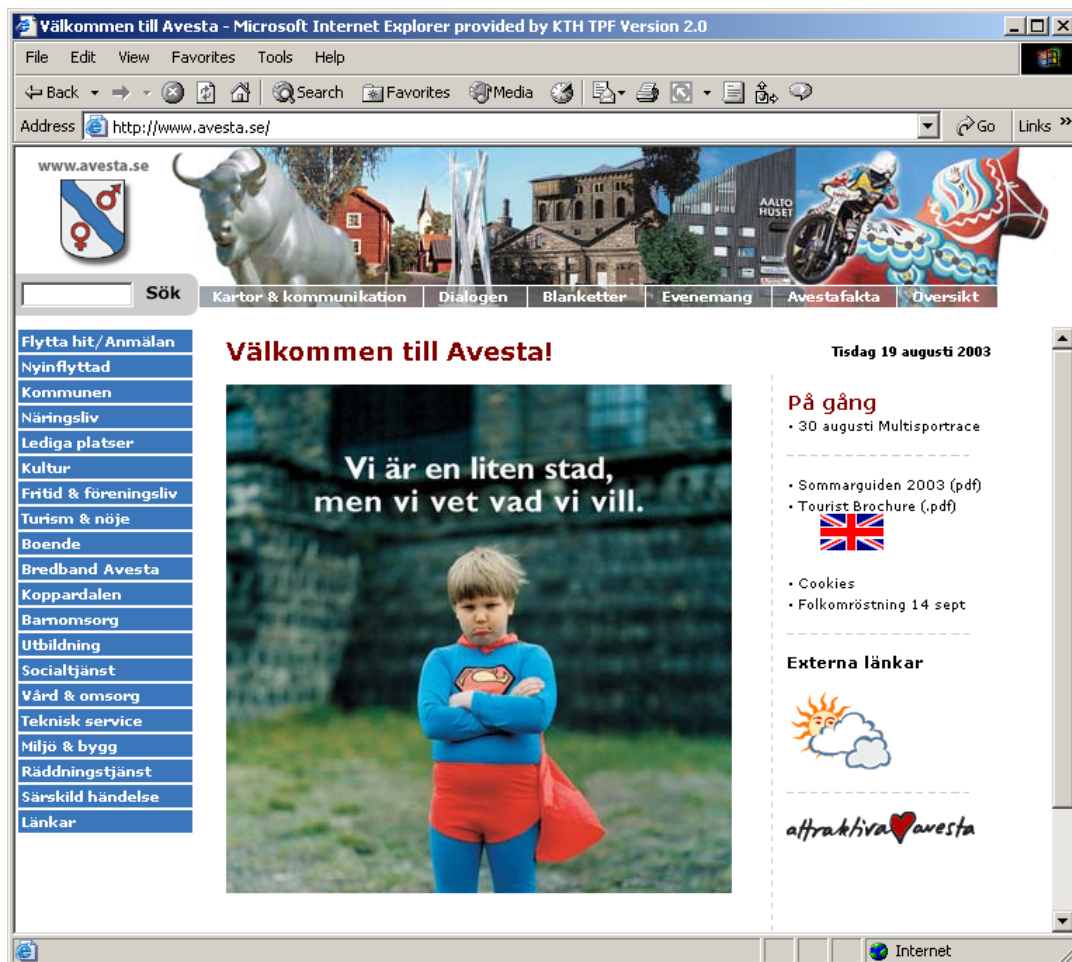 Välkommen till Avesta - Microsoft Internet Explorer provided by KTH TPF Version 2.0
File Edit View Favorites Tools Help
Back Search Favorites Media
Address http://www.avesta.se/ Go Links »
www.avesta.se
AALTO
HUSET
Sök
Kartor & kommunikation Dialogen Blanketter Evenemang Avestafakta Översikt
Flytta hit/Anmälan
Nyinflyttad
Kommunen
Näringsliv
Lediga platser
Kultur
Fritid & föreningsliv
Turism & nöje
Boende
Bredband Avesta
Koppardalen
Barnomsorg
Utbildning
Socialtjänst
Vård & omsorg
Teknisk service
Miljö & bygg
Räddningstjänst
Särskild händelse
Länkar
Välkommen till Avesta!
Vi är en liten stad,
men vi vet vad vi vill.
Tisdag 19 augusti 2003
På gång
• 30 augusti Multisportrace
• Sommarguiden 2003 (pdf)
• Tourist Brochure (.pdf)
• Cookies
• Folkomröstning 14 sept
Externa länkar
attraktiva avesta
Internet